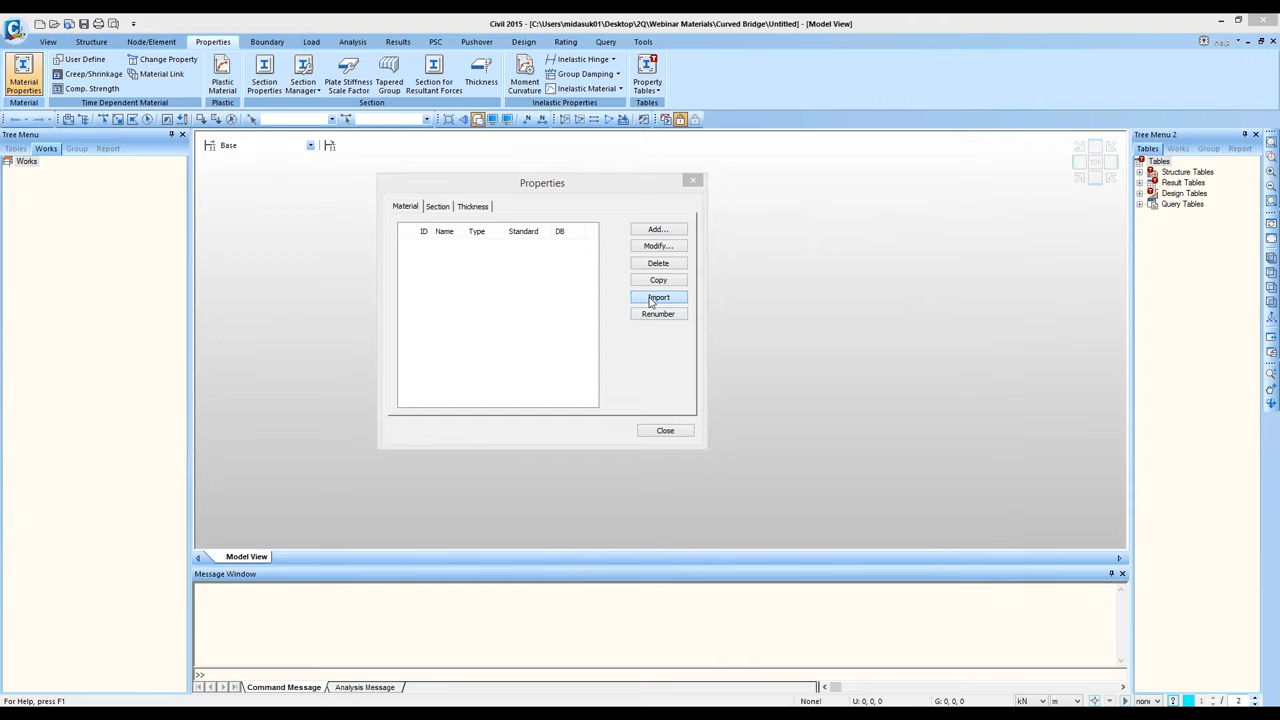 Civil 2015 - [C:\Users\midasuk01\Desktop\2Q\Webinar Materials\Curved Bridge\Untitled] - [Model View]
View Structure Node/Element Properties Boundary Load Analysis Results PSC Pushover Design Rating Query Tools
Help
Material Properties
User Define
Creep/Shrinkage
Comp. Strength
Change Property
Material Link
Plastic Material
Section Properties
Section Manager
Plate Stiffness Scale Factor
Tapered Group
Section for Resultant Forces
Thickness
Moment Curvature
Inelastic Hinge
Group Damping
Inelastic Material
Property Tables
Material Time Dependent Material Plastic Section Inelastic Properties Tables
Tree Menu
Tables Works Group Report
Works
Base
TOP
Properties
Material Section Thickness
ID Name Type Standard DB
Add...
Modify...
Delete
Copy
Import
Renumber
Close
Tree Menu 2
Tables Works Group Report
Tables
Structure Tables
Result Tables
Design Tables
Query Tables
Model View
Message Window
>>
Command Message Analysis Message
For Help, press F1
None!
U: 0, 0, 0
G: 0, 0, 0
kN
m
none
? 1 / 2